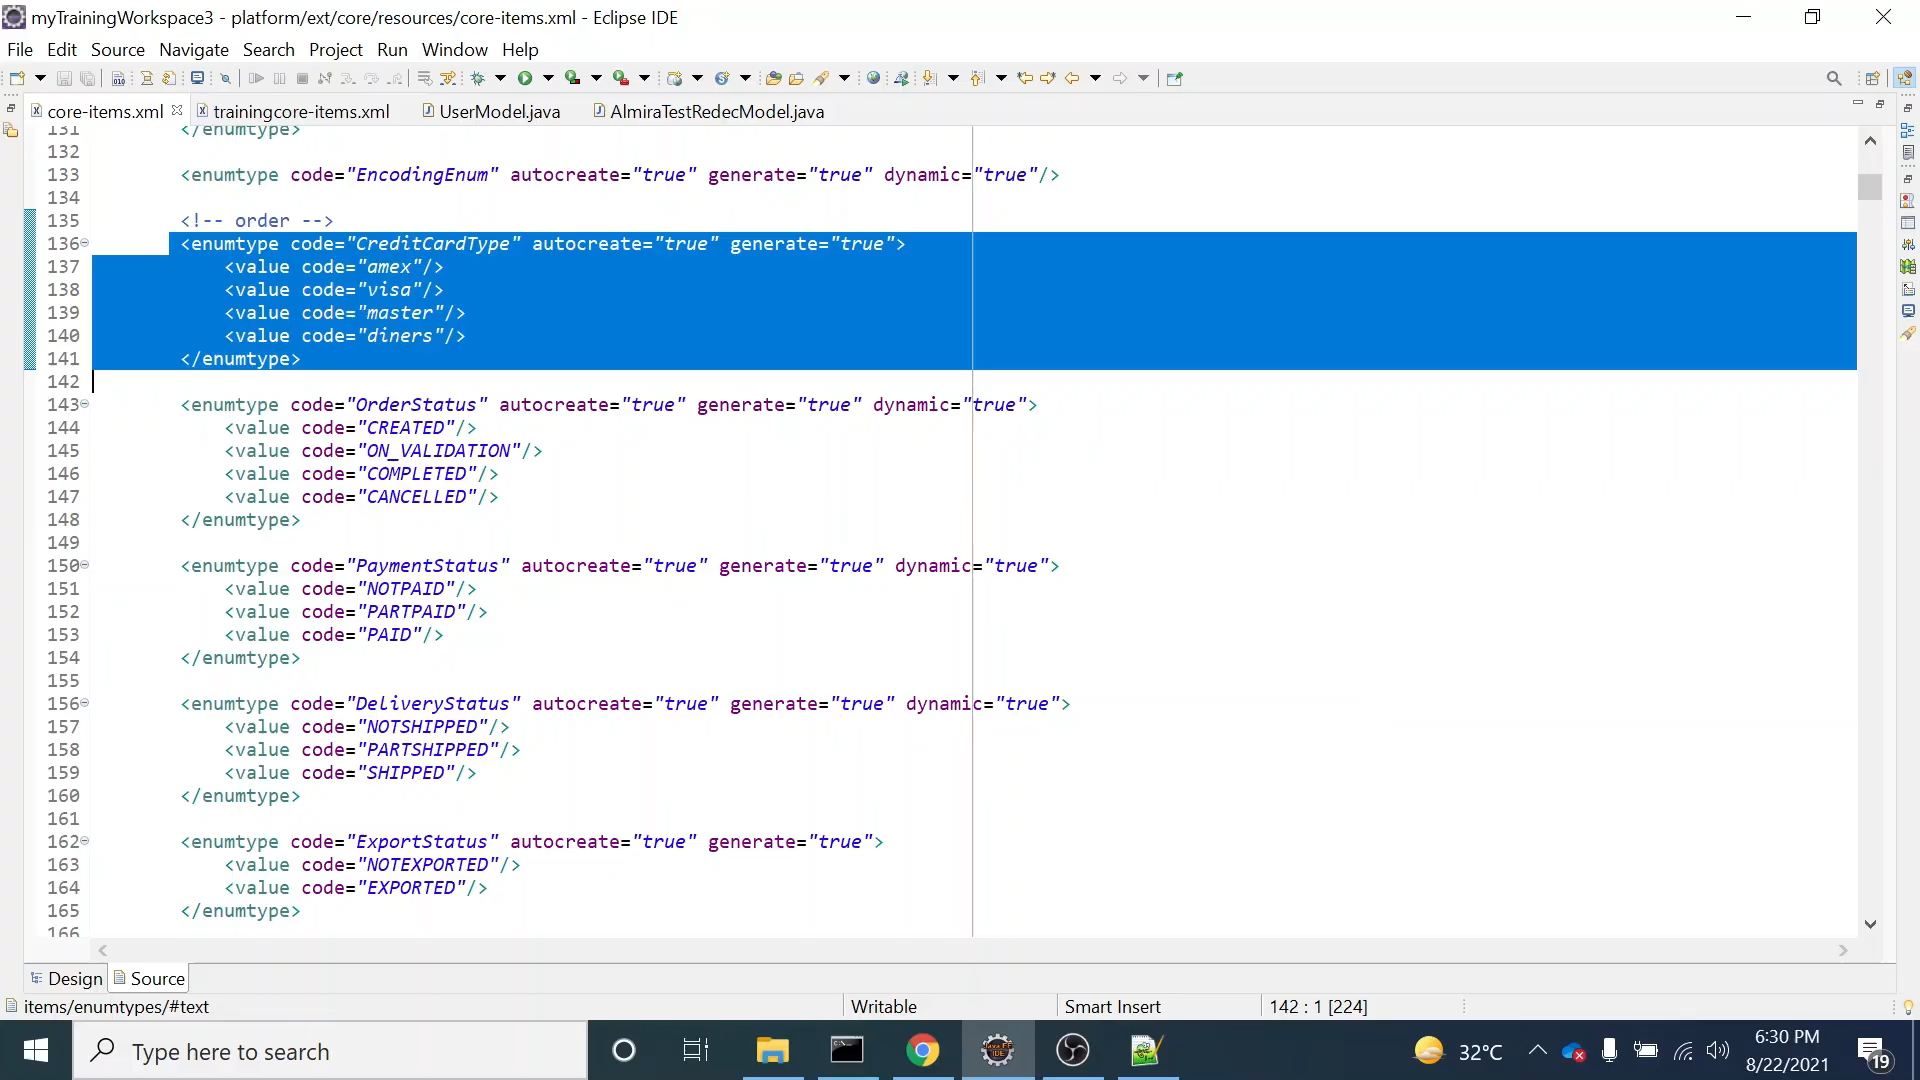 myTrainingWorkspace3 - platform/ext/core/resources/core-items.xml - Eclipse IDE
File Edit Source Navigate Search Project Run Window Help
core-items.xml trainingcore-items.xml UserModel.java AlmiraTestRedecModel.java
131 </enumtype>
132
133 <enumtype code="EncodingEnum" autocreate="true" generate="true" dynamic="true"/>
134
135 <!-- order -->
136 <enumtype code="CreditCardType" autocreate="true" generate="true">
137 <value code="amex"/>
138 <value code="visa"/>
139 <value code="master"/>
140 <value code="diners"/>
141 </enumtype>
142
143 <enumtype code="OrderStatus" autocreate="true" generate="true" dynamic="true">
144 <value code="CREATED"/>
145 <value code="ON_VALIDATION"/>
146 <value code="COMPLETED"/>
147 <value code="CANCELLED"/>
148 </enumtype>
149
150 <enumtype code="PaymentStatus" autocreate="true" generate="true" dynamic="true">
151 <value code="NOTPAID"/>
152 <value code="PARTPAID"/>
153 <value code="PAID"/>
154 </enumtype>
155
156 <enumtype code="DeliveryStatus" autocreate="true" generate="true" dynamic="true">
157 <value code="NOTSHIPPED"/>
158 <value code="PARTSHIPPED"/>
159 <value code="SHIPPED"/>
160 </enumtype>
161
162 <enumtype code="ExportStatus" autocreate="true" generate="true">
163 <value code="NOTEXPORTED"/>
164 <value code="EXPORTED"/>
165 </enumtype>
166
Design Source
items/enumtypes/#text Writable Smart Insert 142 : 1 [224]
Type here to search 32°C 6:30 PM
8/22/2021 19